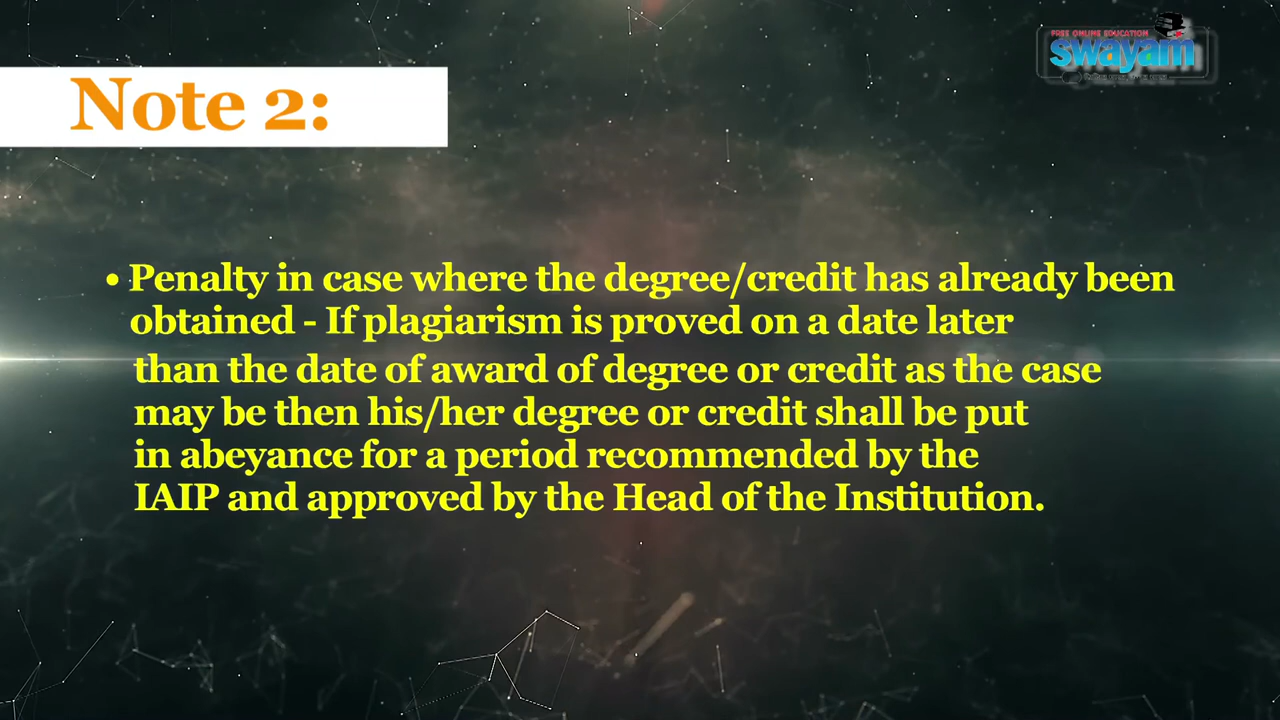 FREE ONLINE EDUCATION
swayam
Note 2:
• Penalty in case where the degree/credit has already been
obtained - If plagiarism is proved on a date later
than the date of award of degree or credit as the case
may be then his/her degree or credit shall be put
in abeyance for a period recommended by the
IAIP and approved by the Head of the Institution.